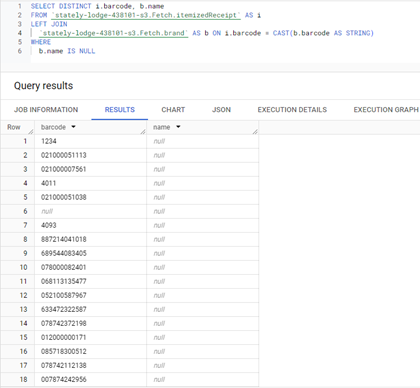 1 SELECT DISTINCT i.barcode, b.name
2 FROM `stately-lodge-438101-s3.Fetch.itemizedReceipt` AS i
3 LEFT JOIN
4 `stately-lodge-438101-s3.Fetch.brand` AS b ON i.barcode = CAST(b.barcode AS STRING)
5 WHERE
6 b.name IS NULL
Query results
JOB INFORMATION RESULTS CHART JSON EXECUTION DETAILS EXECUTION GRAPH
Row barcode name
1 1234 null
2 021000051113 null
3 021000007561 null
4 4011 null
5 021000051038 null
6 null null
7 4093 null
8 887214041018 null
9 689544083405 null
10 078000082401 null
11 068113135477 null
12 052100587967 null
13 633472322587 null
14 078742372198 null
15 012000000171 null
16 085718300512 null
17 078742112138 null
18 007874242956 null